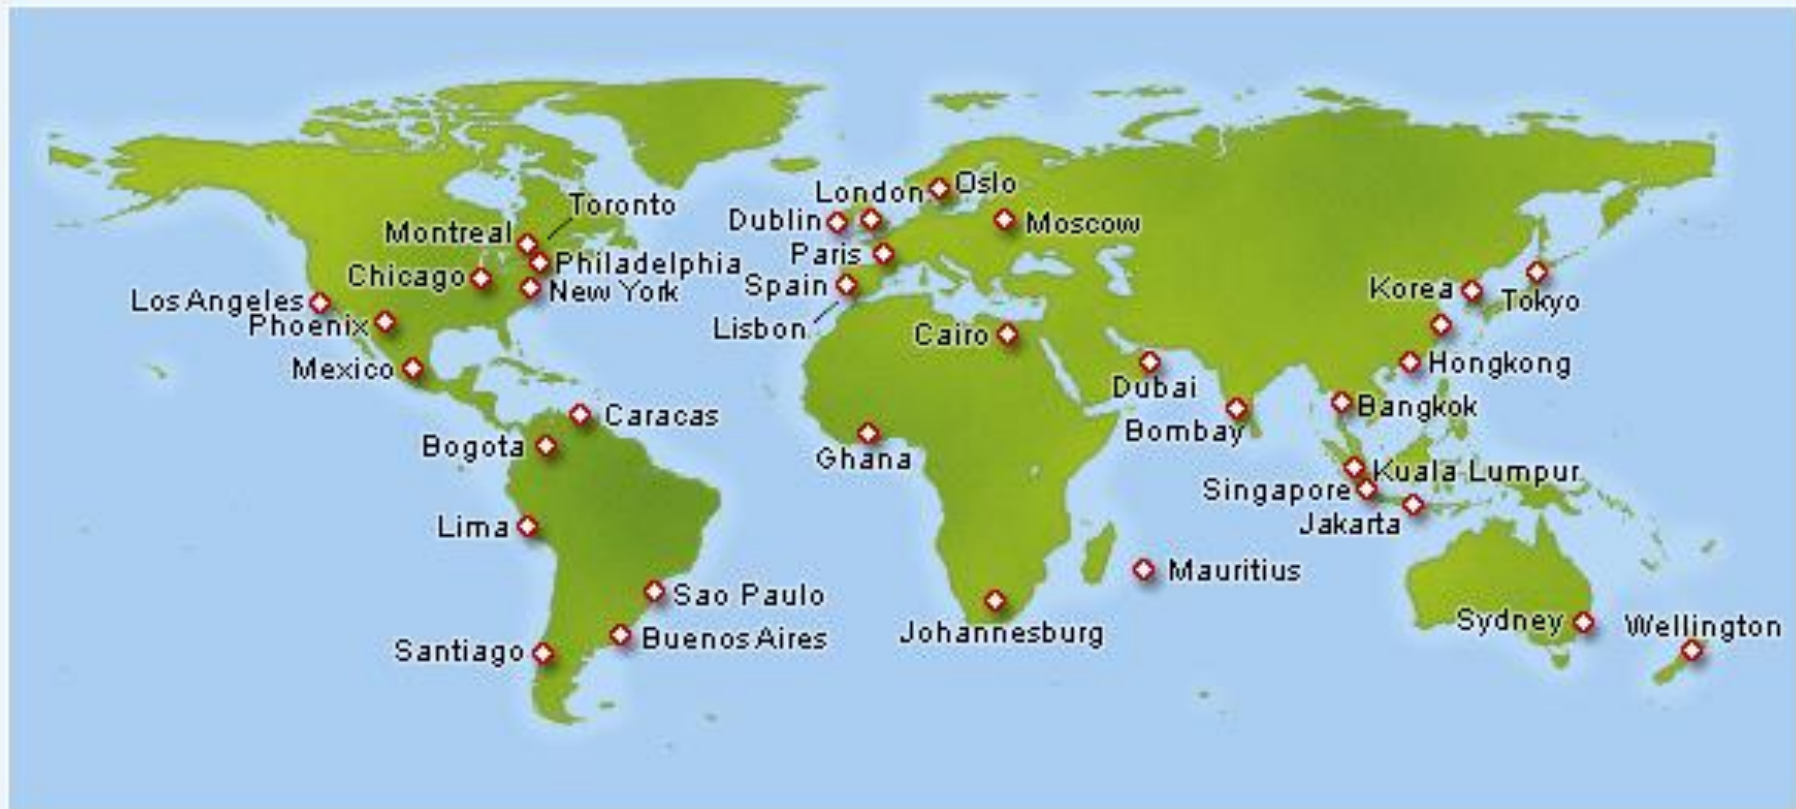 Toronto
Montreal
Philadelphia
Chicago
New York
Los Angeles
Phoenix
Mexico
Caracas
Bogota
Lima
Sao Paulo
Buenos Aires
Santiago
London
Oslo
Dublin
Moscow
Paris
Spain
Lisbon
Cairo
Ghana
Johannesburg
Mauritius
Dubai
Bombay
Korea
Tokyo
Hongkong
Bangkok
Kuala Lumpur
Singapore
Jakarta
Sydney
Wellington